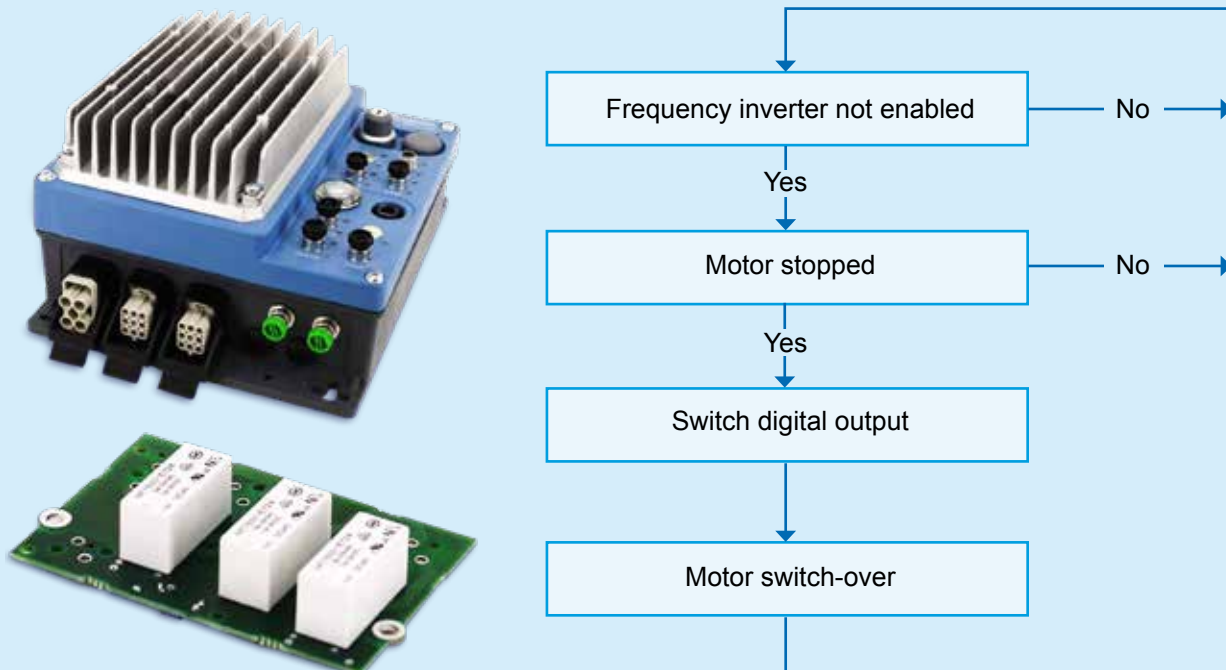 Frequency inverter not enabled
No
Yes
Motor stopped
No
Yes
Switch digital output
Motor switch-over